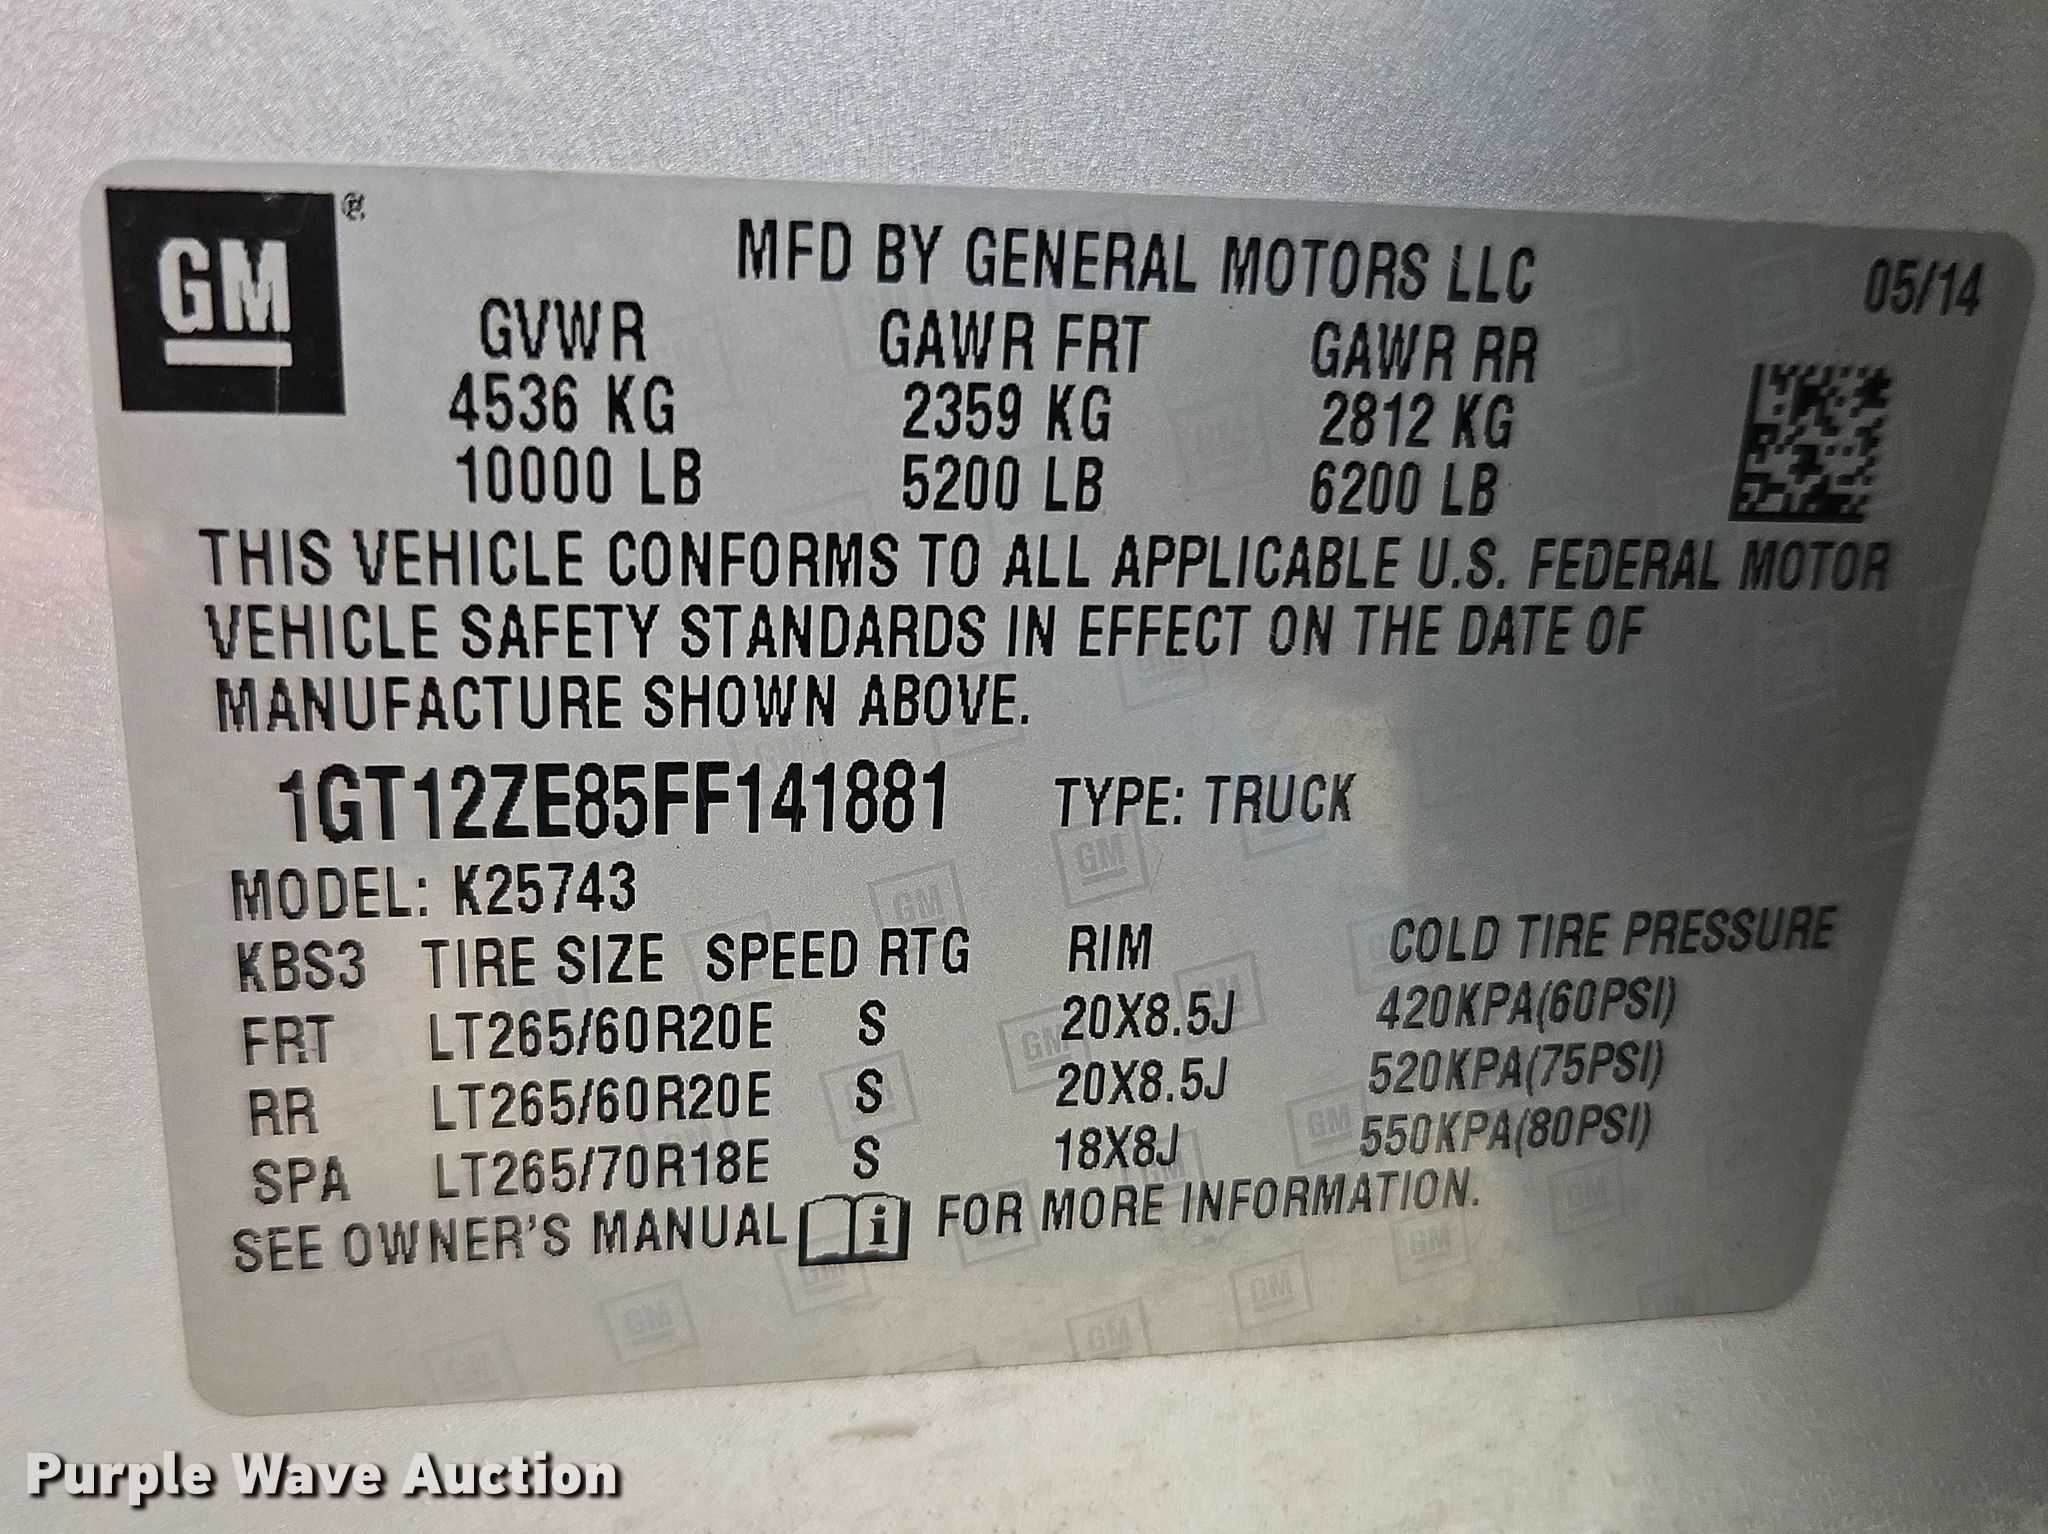 GM
MFD BY GENERAL MOTORS LLC 05/14
GVWR GAWR FRT GAWR RR
4536 KG 2359 KG 2812 KG
10000 LB 5200 LB 6200 LB
THIS VEHICLE CONFORMS TO ALL APPLICABLE U.S. FEDERAL MOTOR
VEHICLE SAFETY STANDARDS IN EFFECT ON THE DATE OF
MANUFACTURE SHOWN ABOVE.
1GT12ZE85FF141881 TYPE: TRUCK
MODEL: K25743
KBS3 TIRE SIZE SPEED RTG RIM COLD TIRE PRESSURE
FRT LT265/60R20E S 20X8.5J 420KPA(60PSI)
RR LT265/60R20E S 20X8.5J 520KPA(75PSI)
SPA LT265/70R18E S 18X8J 550KPA(80PSI)
SEE OWNER'S MANUAL i FOR MORE INFORMATION.
Purple Wave Auction